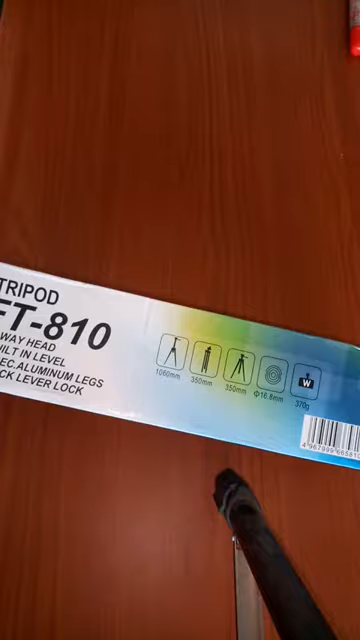 TRIPOD
FT-810
WAY HEAD
ILT IN LEVEL
EC.ALUMINUM LEGS
CK LEVER LOCK
1060mm
350mm
350mm
Φ16.8mm
W
370g